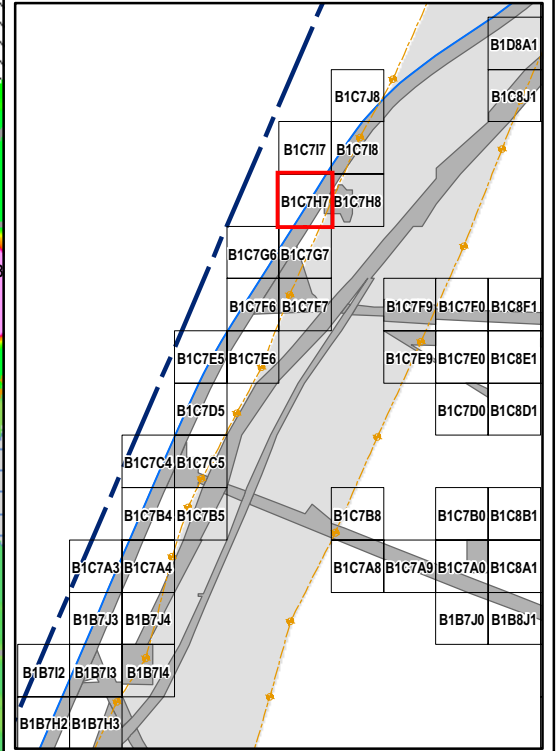 B1D8A1
B1C7J8 B1C8J1
B1C7I7 B1C7I8
B1C7H7 B1C7H8
B1C7G6 B1C7G7
B1C7F6 B1C7F7 B1C7F9 B1C7F0 B1C8F1
B1C7E5 B1C7E6 B1C7E9 B1C7E0 B1C8E1
B1C7D5 B1C7D0 B1C8D1
B1C7C4 B1C7C5
B1C7B4 B1C7B5 B1C7B8 B1C7B0 B1C8B1
B1C7A3 B1C7A4 B1C7A8 B1C7A9 B1C7A0 B1C8A1
B1B7J3 B1B7J4 B1B7J0 B1B8J1
B1B7I2 B1B7I3 B1B7I4
B1B7H2 B1B7H3